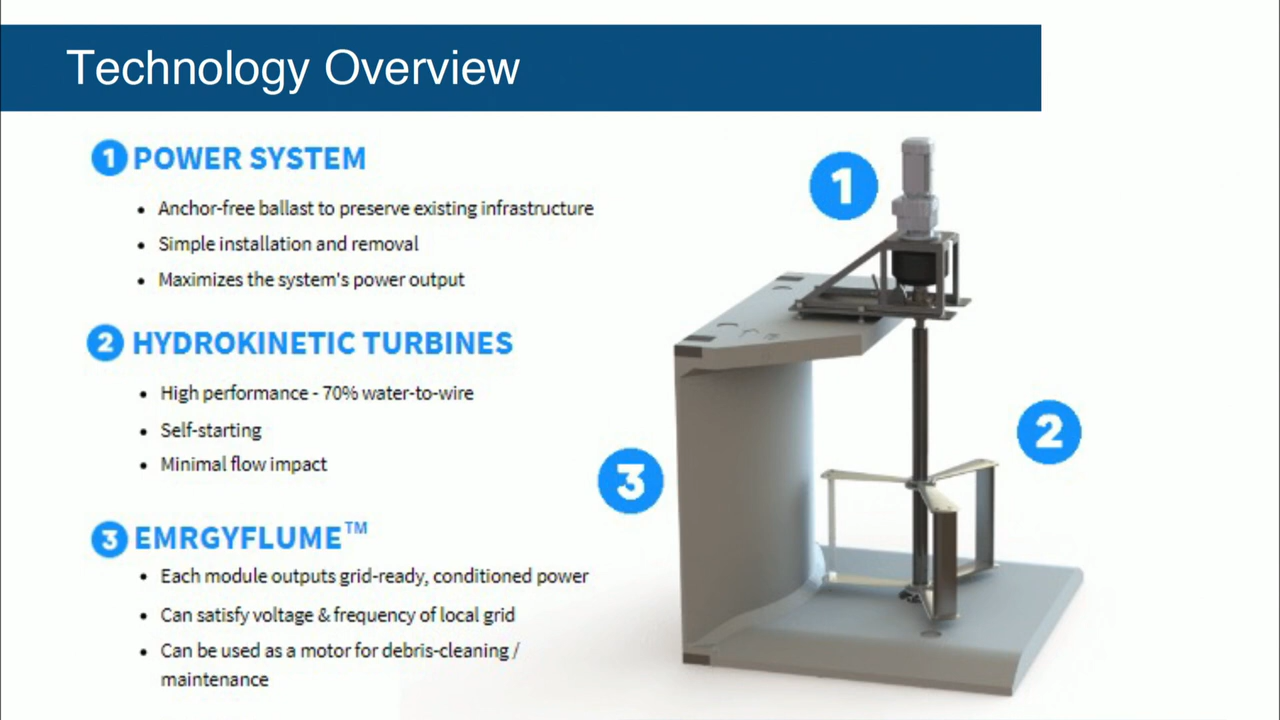 Technology Overview
1 POWER SYSTEM
• Anchor-free ballast to preserve existing infrastructure
• Simple installation and removal
• Maximizes the system's power output
2 HYDROKINETIC TURBINES
• High performance - 70% water-to-wire
• Self-starting
• Minimal flow impact
3 EMRGYFLUME™
• Each module outputs grid-ready, conditioned power
• Can satisfy voltage & frequency of local grid
• Can be used as a motor for debris-cleaning /
maintenance
1
2
3